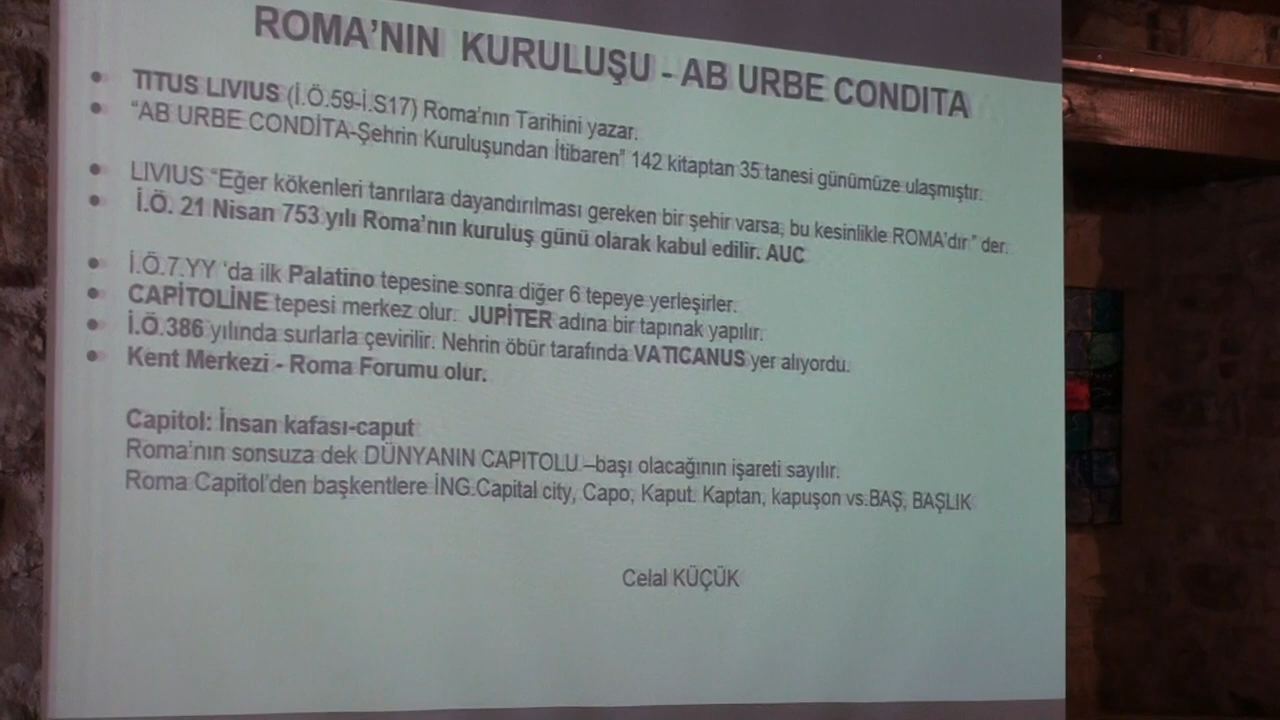 ROMA'NIN KURULUŞU - AB URBE CONDITA
• TITUS LIVIUS (İ.Ö.59-İ.S17) Roma'nın Tarihini yazar.
• "AB URBE CONDİTA-Şehrin Kuruluşundan İtibaren" 142 kitaptan 35 tanesi günümüze ulaşmıştır.
• LIVIUS "Eğer kökenleri tanrılara dayandırılması gereken bir şehir varsa, bu kesinlikle ROMA'dır." der.
• İ.Ö. 21 Nisan 753 yılı Roma'nın kuruluş günü olarak kabul edilir. AUC
• İ.Ö.7.YY 'da ilk Palatino tepesine sonra diğer 6 tepeye yerleşirler.
• CAPİTOLİNE tepesi merkez olur. JUPİTER adına bir tapınak yapılır.
• İ.Ö.386 yılında surlarla çevirilir. Nehrin öbür tarafında VATICANUS yer alıyordu.
• Kent Merkezi - Roma Forumu olur.
Capitol: İnsan kafası-caput
Roma'nın sonsuza dek DÜNYANIN CAPITOLU –başı olacağının işareti sayılır.
Roma Capitol'den başkentlere İNG.Capital city, Capo, Kaput. Kaptan, kapuşon vs.BAŞ, BAŞLIK
Celal KÜÇÜK